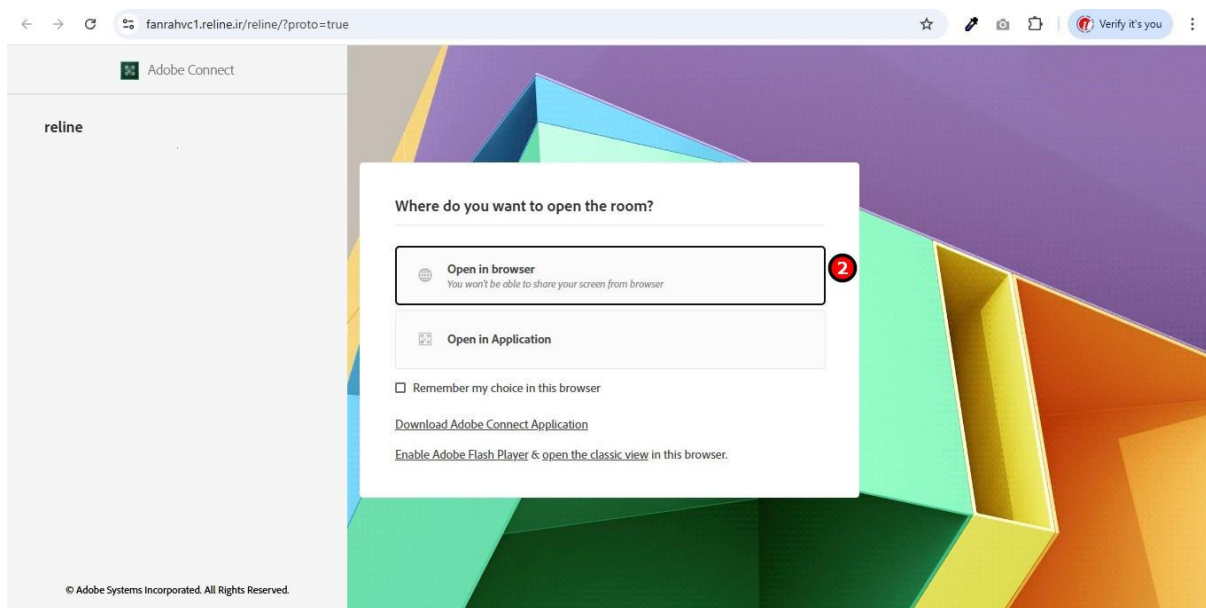 fanrahvc1.reline.ir/reline/?proto=true
Verify it's you
Adobe Connect
reline
Where do you want to open the room?
Open in browser
You won't be able to share your screen from browser
2
Open in Application
Remember my choice in this browser
Download Adobe Connect Application
Enable Adobe Flash Player & open the classic view in this browser.
© Adobe Systems Incorporated. All Rights Reserved.